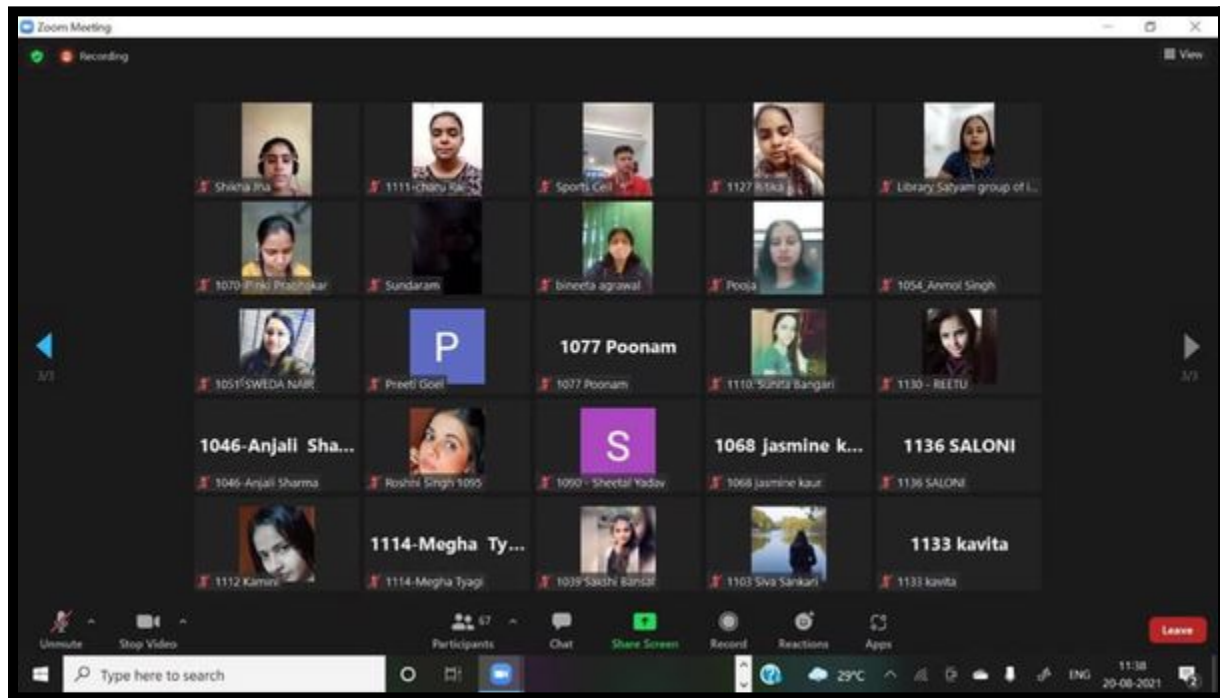 Zoom Meeting
Recording
View
Shikha Jha
1111-charu Rai
Sports Cell
1127 Ritika
Library Satyam group of i...
1070-Pinki Prabhakar
Sundaram
bineeta agrawal
Pooja
1054_Anmol Singh
P
1077 Poonam
1051-SWEDA NAIR
Preeti Goel
1077 Poonam
1110. Sunita Bangari
1130 - REETU
3/3
3/3
1046-Anjali Sha...
S
1068 jasmine k...
1136 SALONI
1046-Anjali Sharma
Roshni Singh 1095
1090 - Sheetal Yadav
1068 jasmine kaur
1136 SALONI
1114-Megha Ty...
1133 kavita
1112 Kamini
1114-Megha Tyagi
1039 Sakshi Bansal
1103 Siva Sankari
1133 kavita
67
Unmute
Stop Video
Participants
Chat
Share Screen
Record
Reactions
Apps
Leave
Type here to search
29°C
ENG
11:38
20-08-2021
2